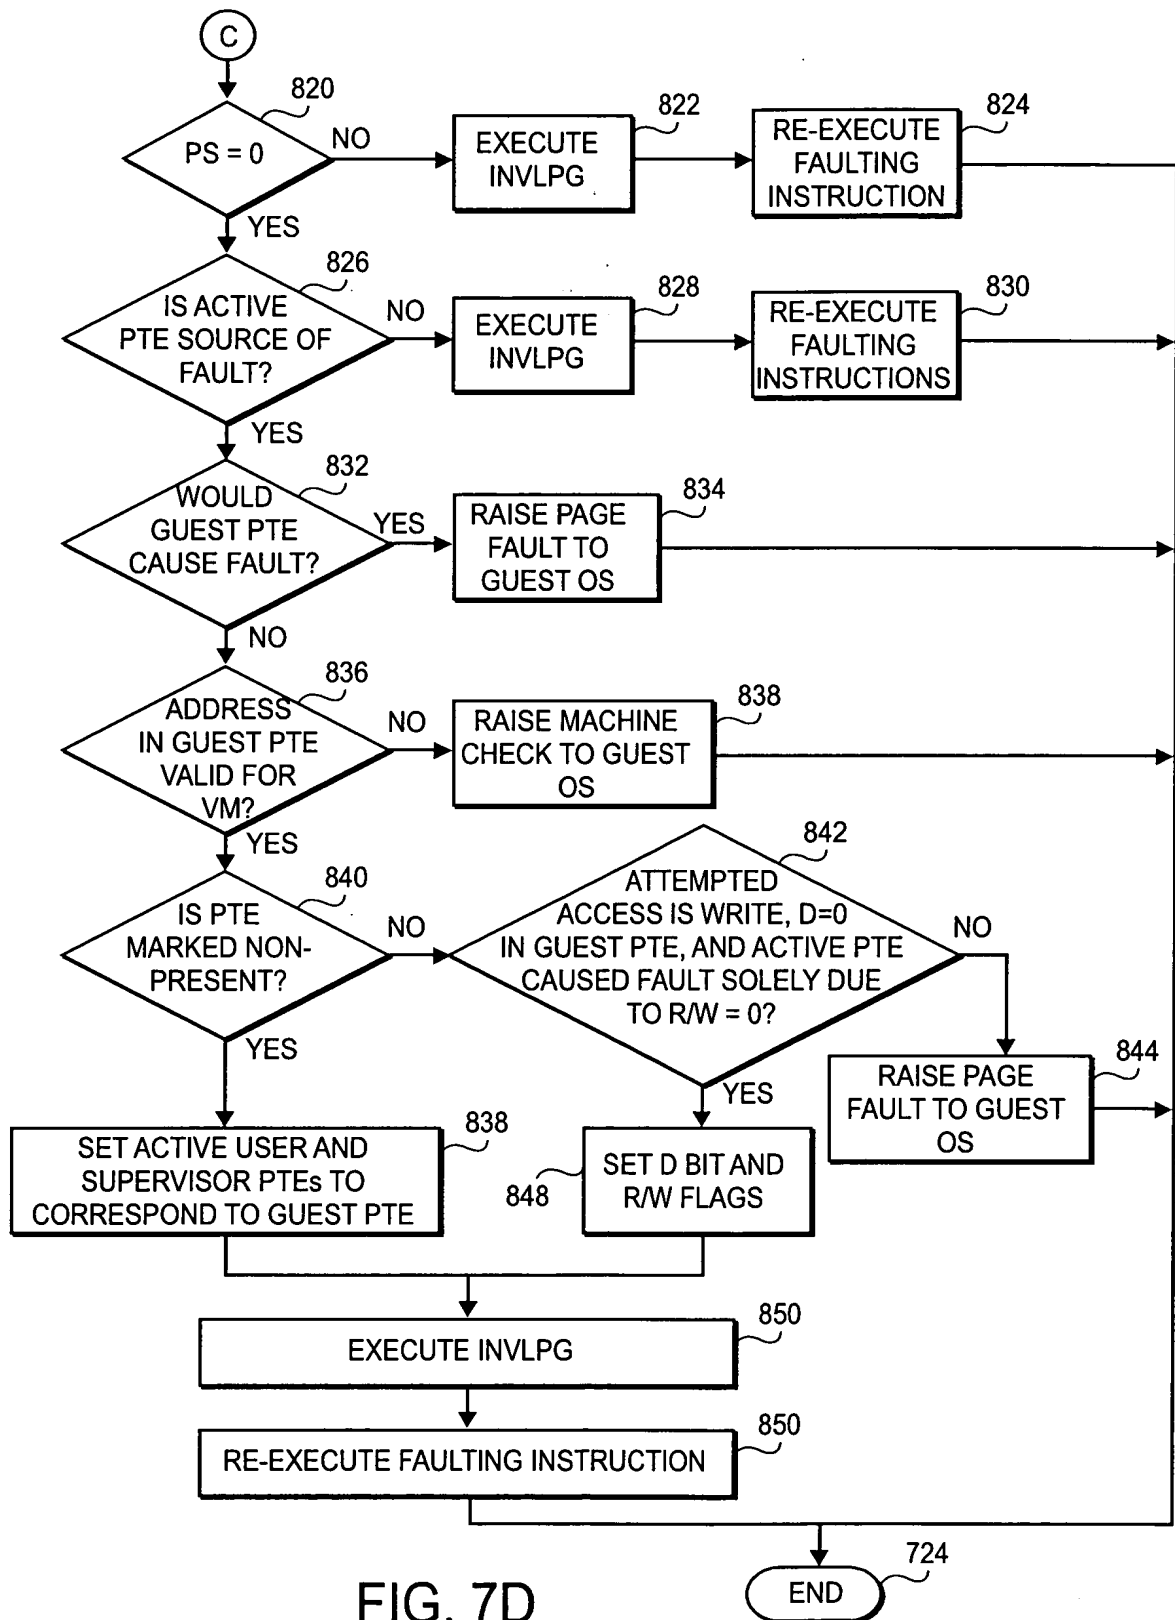 C
820
PS = 0
NO
YES
EXECUTE
INVLPG
822
RE-EXECUTE
FAULTING
INSTRUCTION
824
826
IS ACTIVE
PTE SOURCE OF
FAULT?
NO
YES
EXECUTE
INVLPG
828
RE-EXECUTE
FAULTING
INSTRUCTIONS
830
832
WOULD
GUEST PTE
CAUSE FAULT?
YES
NO
RAISE PAGE
FAULT TO
GUEST OS
834
836
ADDRESS
IN GUEST PTE
VALID FOR
VM?
NO
YES
RAISE MACHINE
CHECK TO GUEST
OS
838
840
IS PTE
MARKED NON-
PRESENT?
NO
YES
842
ATTEMPTED
ACCESS IS WRITE, D=0
IN GUEST PTE, AND ACTIVE PTE
CAUSED FAULT SOLELY DUE
TO R/W = 0?
NO
YES
RAISE PAGE
FAULT TO GUEST
OS
844
SET ACTIVE USER AND
SUPERVISOR PTEs TO
CORRESPOND TO GUEST PTE
838
SET D BIT AND
R/W FLAGS
848
EXECUTE INVLPG
850
RE-EXECUTE FAULTING INSTRUCTION
850
END
724
FIG. 7D